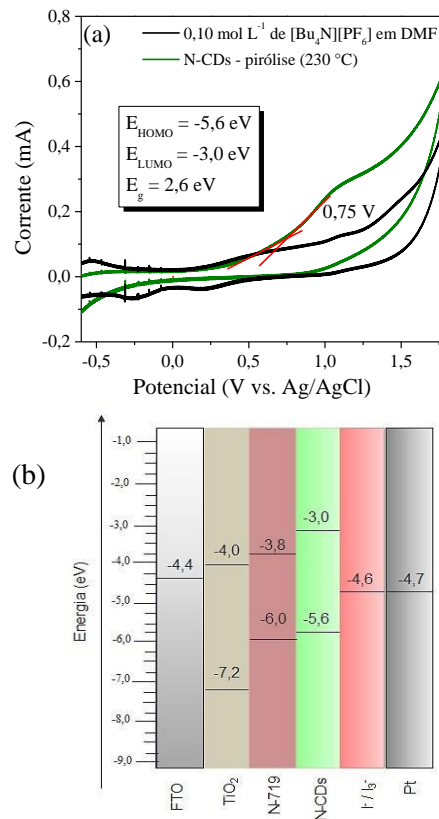 (a)
0,10 mol L⁻¹ de [Bu₄N][PF₆] em DMF
N-CDs - pirólise (230 °C)
E_HOMO = -5,6 eV
E_LUMO = -3,0 eV
E_g = 2,6 eV
0,75 V
Corrente (mA)
0,8
0,6
0,4
0,2
0,0
-0,2
-0,5 0,0 0,5 1,0 1,5
Potencial (V vs. Ag/AgCl)
(b)
Energia (eV)
-1,0
-2,0
-3,0
-4,0
-5,0
-6,0
-7,0
-8,0
-9,0
-4,4
-4,0
-7,2
-3,8
-6,0
-3,0
-5,6
-4,6
-4,7
FTO
TiO₂
N-719
N-CDs
I⁻ / I₃⁻
Pt